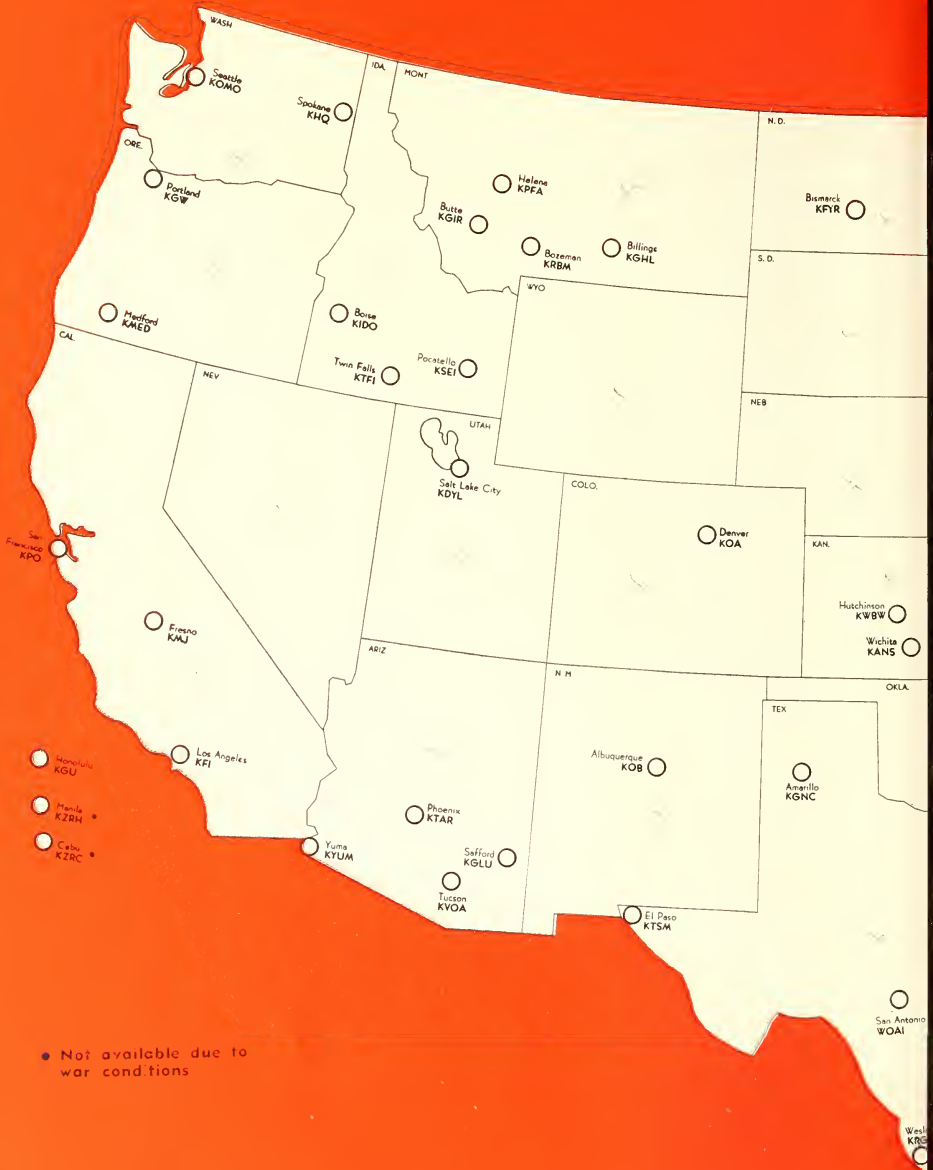 WASH
Seattle
KOMO
Spokane
KHQ
IDA.
MONT
N.D.
ORE.
Portland
KGW
Helena
KPFA
Butte
KGIR
Bozeman
KRBM
Billings
KGHL
Bismarck
KFYR
S.D.
WYO
Medford
KMED
Boise
KIDO
Twin Falls
KTFI
Pocatello
KSEI
CAL.
NEV
UTAH
NEB
Salt Lake City
KDYL
COLO.
Denver
KOA
KAN.
San
Francisco
KPO
Hutchinson
KWBW
Wichita
KANS
Fresno
KMJ
ARIZ
N M
OKLA.
TEX
Los Angeles
KFI
Albuquerque
KOB
Amarillo
KGNC
Honolulu
KGU
Manila
KZRH •
Cebu
KZRC •
Phoenix
KTAR
Yuma
KYUM
Safford
KGLU
Tucson
KVOA
El Paso
KTSM
San Antonio
WOAI
• Not available due to
war conditions
Wesl
KRG